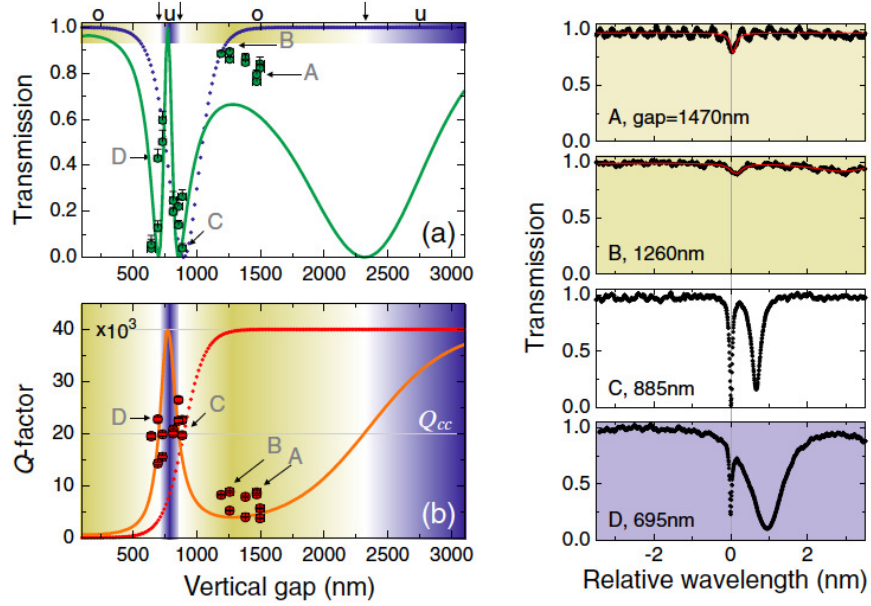 o u o u
1.0
0.8
0.6
0.4
0.2
0.0
Transmission
D
B
A
C
(a)
500 1000 1500 2000 2500 3000
40
30
20
10
0
x10³
Q-factor
D
C
B
A
Qcc
(b)
500 1000 1500 2000 2500 3000
Vertical gap (nm)
Transmission
1.0
0.5
0.0
A, gap=1470nm
1.0
0.5
0.0
B, 1260nm
1.0
0.5
0.0
C, 885nm
1.0
0.5
0.0
D, 695nm
-2 0 2
Relative wavelength (nm)